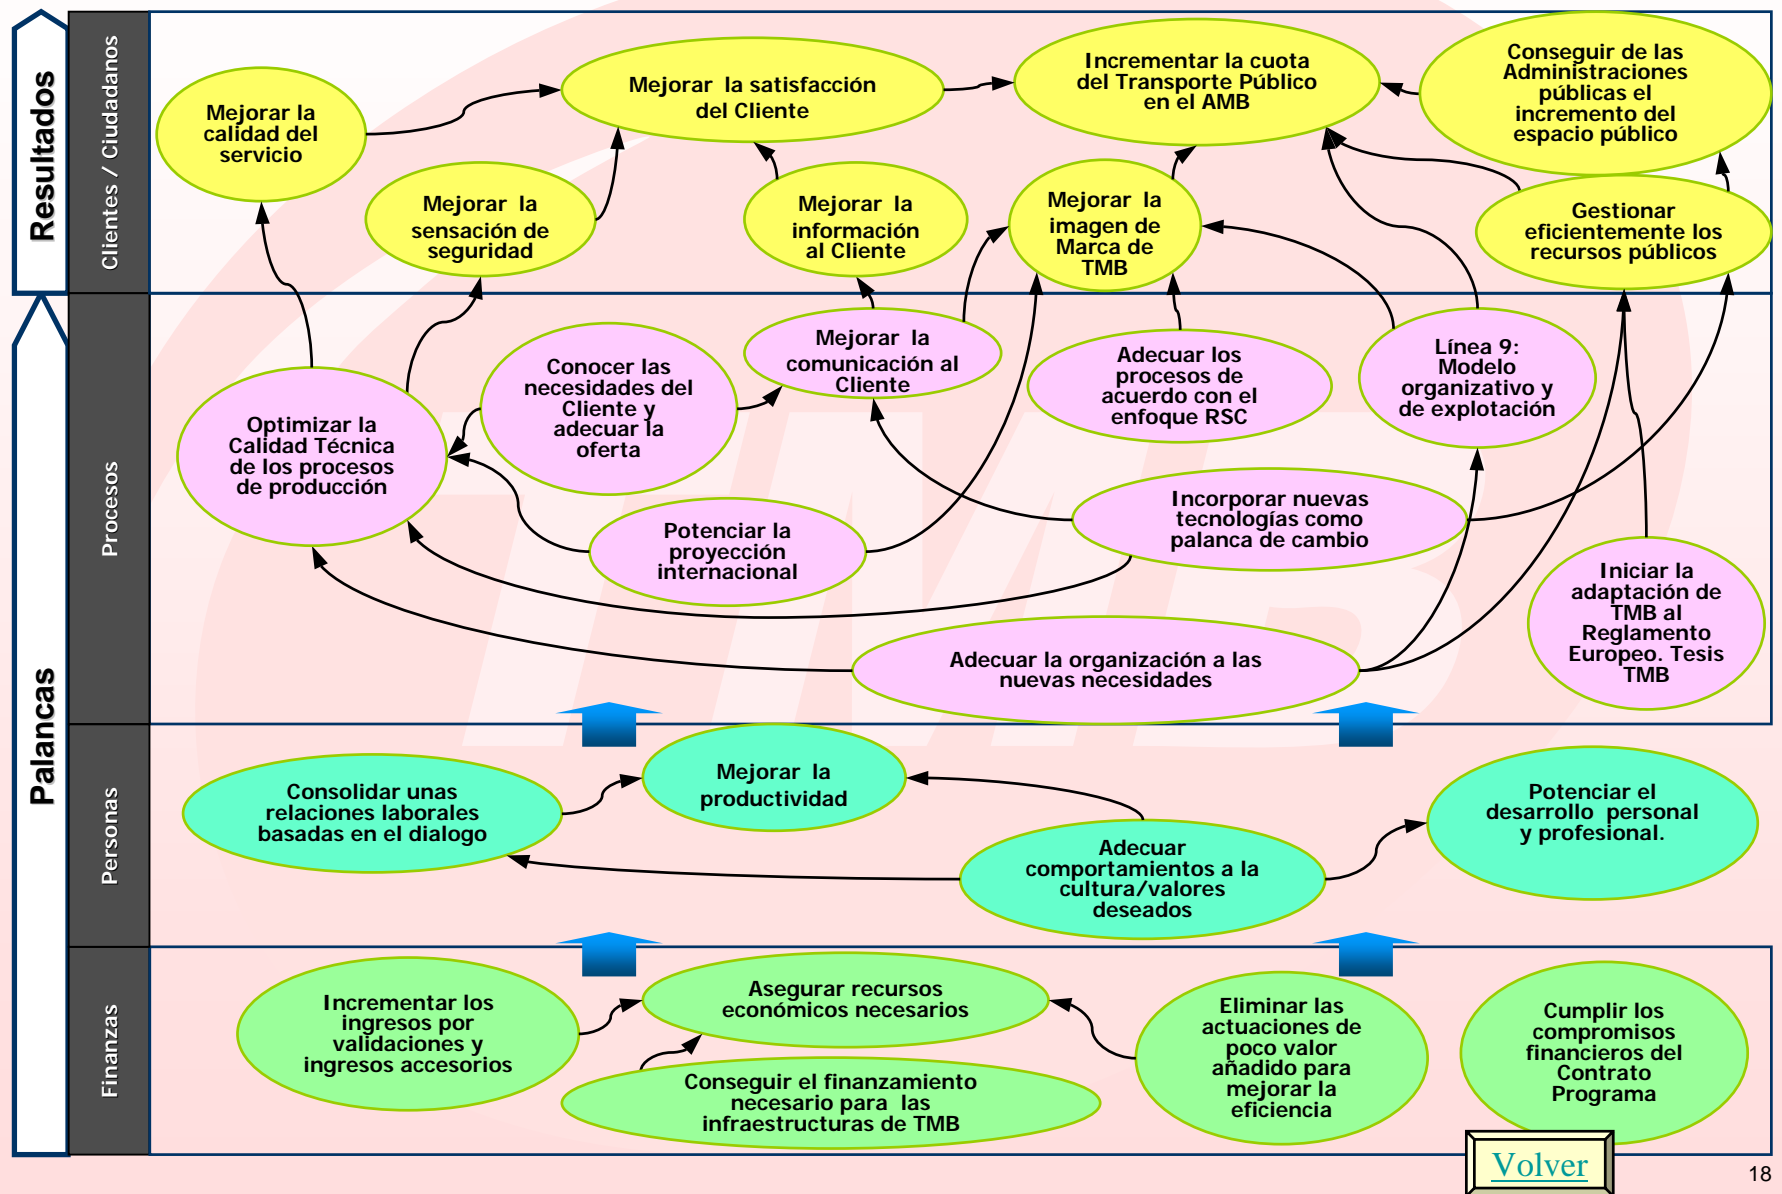 Resultados
Clientes / Ciudadanos
Mejorar la
calidad del
servicio
Mejorar la satisfacción
del Cliente
Incrementar la cuota
del Transporte Público
en el AMB
Conseguir de las
Administraciones
públicas el
incremento del
espacio público
Mejorar la
sensación de
seguridad
Mejorar la
información
al Cliente
Mejorar la
imagen de
Marca de
TMB
Gestionar
eficientemente los
recursos públicos
Palancas
Procesos
Optimizar la
Calidad Técnica
de los procesos
de producción
Conocer las
necesidades del
Cliente y
adecuar la
oferta
Mejorar la
comunicación al
Cliente
Adecuar los
procesos de
acuerdo con el
enfoque RSC
Línea 9:
Modelo
organizativo y
de explotación
Potenciar la
proyección
internacional
Incorporar nuevas
tecnologías como
palanca de cambio
Iniciar la
adaptación de
TMB al
Reglamento
Europeo. Tesis
TMB
Adecuar la organización a las
nuevas necesidades
TMB
Personas
Consolidar unas
relaciones laborales
basadas en el dialogo
Mejorar la
productividad
Adecuar
comportamientos a la
cultura/valores
deseados
Potenciar el
desarrollo personal
y profesional.
Finanzas
Incrementar los
ingresos por
validaciones y
ingresos accesorios
Asegurar recursos
económicos necesarios
Conseguir el finanzamiento
necesario para las
infraestructuras de TMB
Eliminar las
actuaciones de
poco valor
añadido para
mejorar la
eficiencia
Cumplir los
compromisos
financieros del
Contrato
Programa
Volver
18